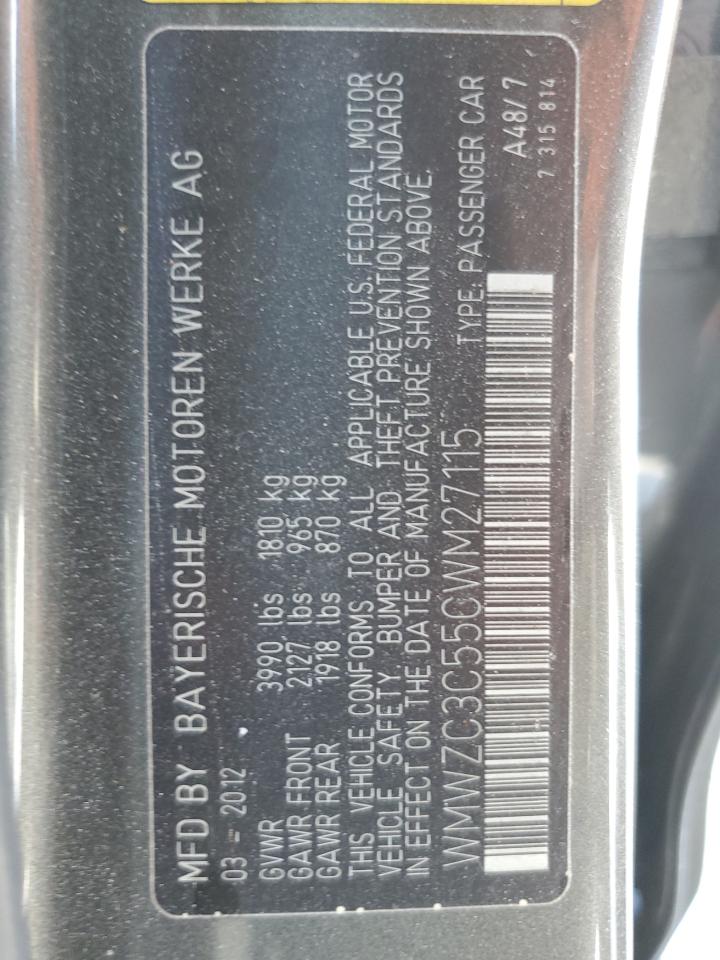 MFD BY BAYERISCHE MOTOREN WERKE AG
03 - 2012
GVWR 3990 lbs 1810 kg
GAWR FRONT 2127 lbs 965 kg
GAWR REAR 1918 lbs 870 kg
THIS VEHICLE CONFORMS TO ALL APPLICABLE U.S. FEDERAL MOTOR
VEHICLE SAFETY, BUMPER AND THEFT PREVENTION STANDARDS
IN EFFECT ON THE DATE OF MANUFACTURE SHOWN ABOVE.
WMWZC3C55CWM27115 TYPE: PASSENGER CAR
A48/7
7 315 814